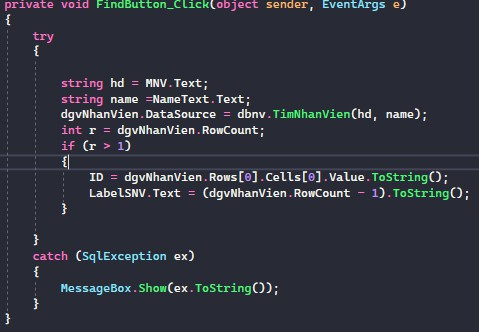 private void FindButton_Click(object sender, EventArgs e)
{
try
{
string hd = MNV.Text;
string name =NameText.Text;
dgvNhanVien.DataSource = dbnv.TimNhanVien(hd, name);
int r = dgvNhanVien.RowCount;
if (r > 1)
{
ID = dgvNhanVien.Rows[0].Cells[0].Value.ToString();
LabelSNV.Text = (dgvNhanVien.RowCount - 1).ToString();
}
}
catch (SqlException ex)
{
MessageBox.Show(ex.ToString());
}
}